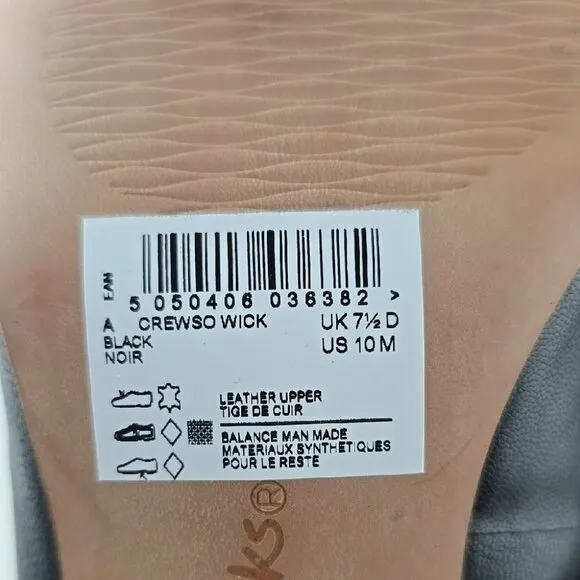 EAN
5 050406 036382 >
A CREWSO WICK UK 7½ D
BLACK US 10 M
NOIR
LEATHER UPPER
TIGE DE CUIR
BALANCE MAN MADE
MATERIAUX SYNTHETIQUES
POUR LE RESTE
ks®